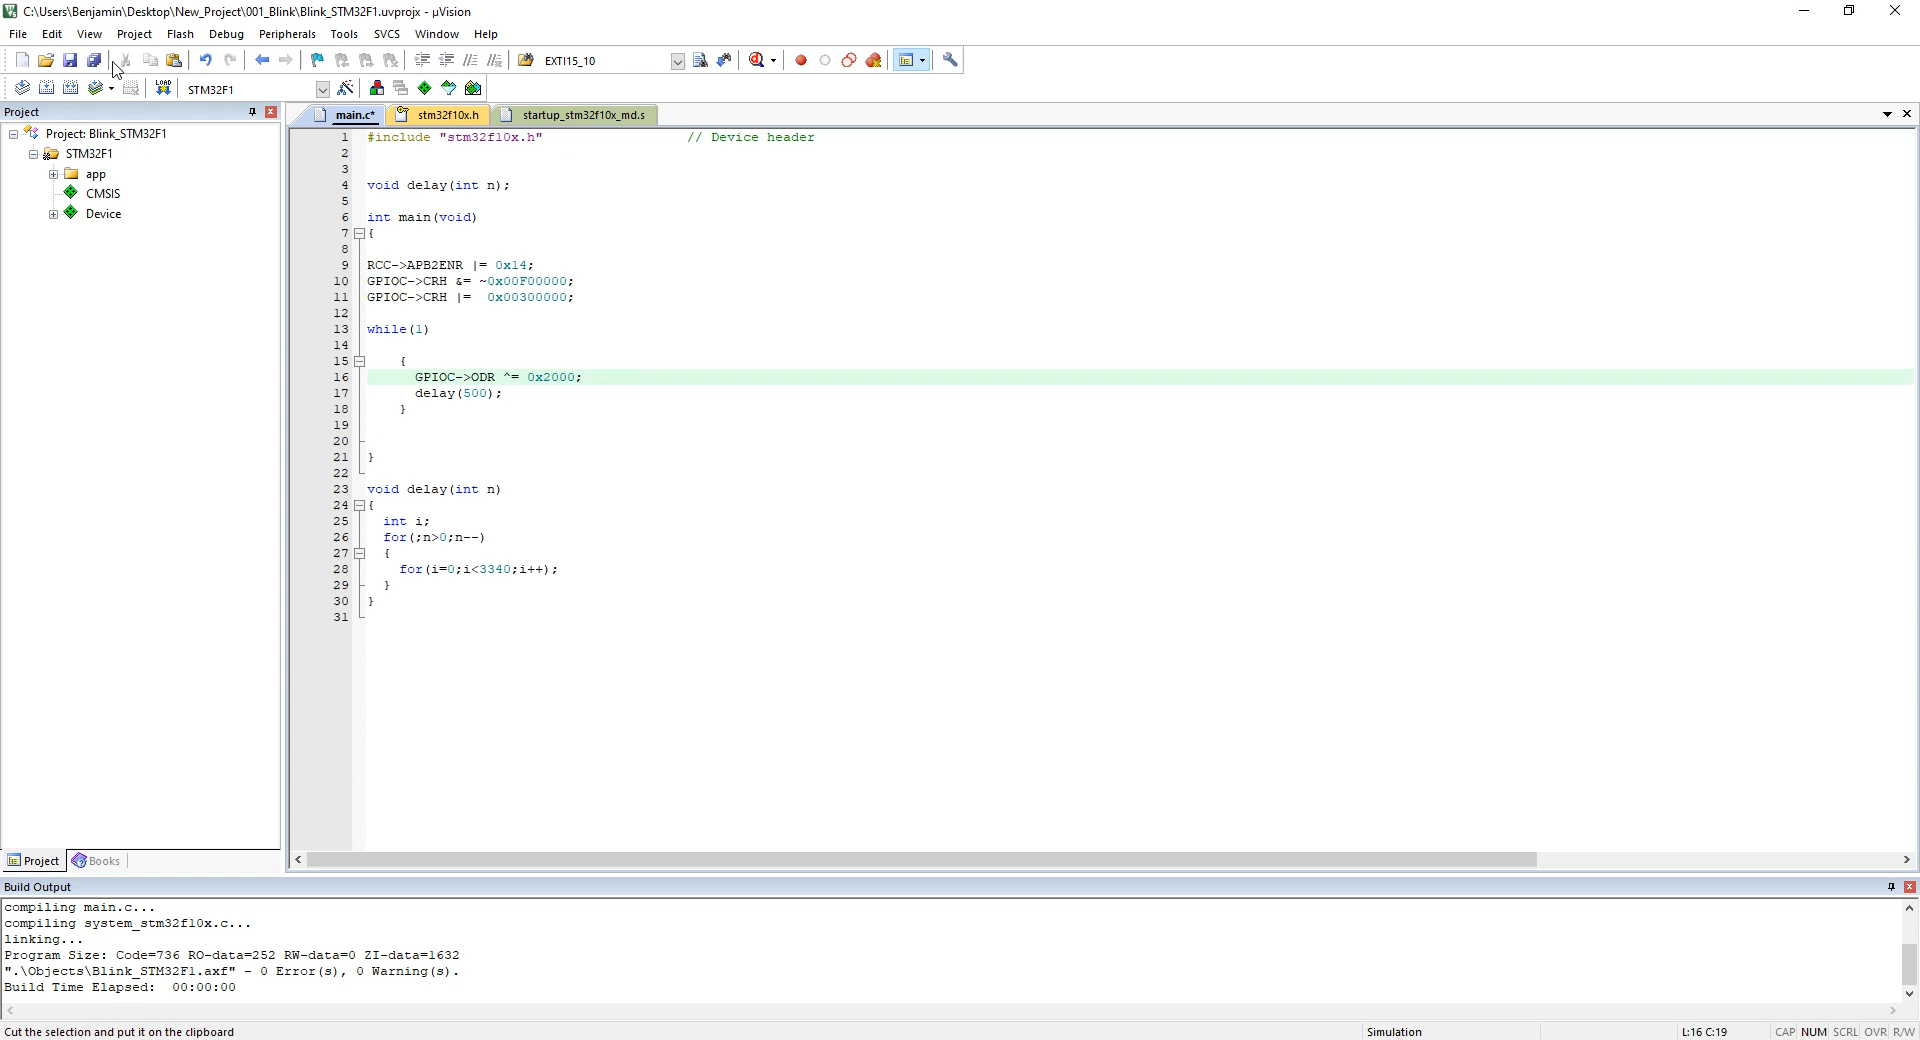 C:\Users\Benjamin\Desktop\New_Project\001_Blink\Blink_STM32F1.uvprojx - µVision
File Edit View Project Flash Debug Peripherals Tools SVCS Window Help
EXTI15_10
LOAD STM32F1
Project
main.c* stm32f10x.h startup_stm32f10x_md.s
Project: Blink_STM32F1
STM32F1
app
CMSIS
Device
1 #include "stm32f10x.h" // Device header
2
3
4 void delay(int n);
5
6 int main(void)
7 {
8
9 RCC->APB2ENR |= 0x14;
10 GPIOC->CRH &= ~0x00F00000;
11 GPIOC->CRH |= 0x00300000;
12
13 while(1)
14
15 {
16 GPIOC->ODR ^= 0x2000;
17 delay(500);
18 }
19
20
21 }
22
23 void delay(int n)
24 {
25 int i;
26 for(;n>0;n--)
27 {
28 for(i=0;i<3340;i++);
29 }
30 }
31
Project Books
Build Output
compiling main.c...
compiling system_stm32f10x.c...
linking...
Program Size: Code=736 RO-data=252 RW-data=0 ZI-data=1632
".\Objects\Blink_STM32F1.axf" - 0 Error(s), 0 Warning(s).
Build Time Elapsed: 00:00:00
Cut the selection and put it on the clipboard Simulation L:16 C:19 CAP NUM SCRL OVR R/W